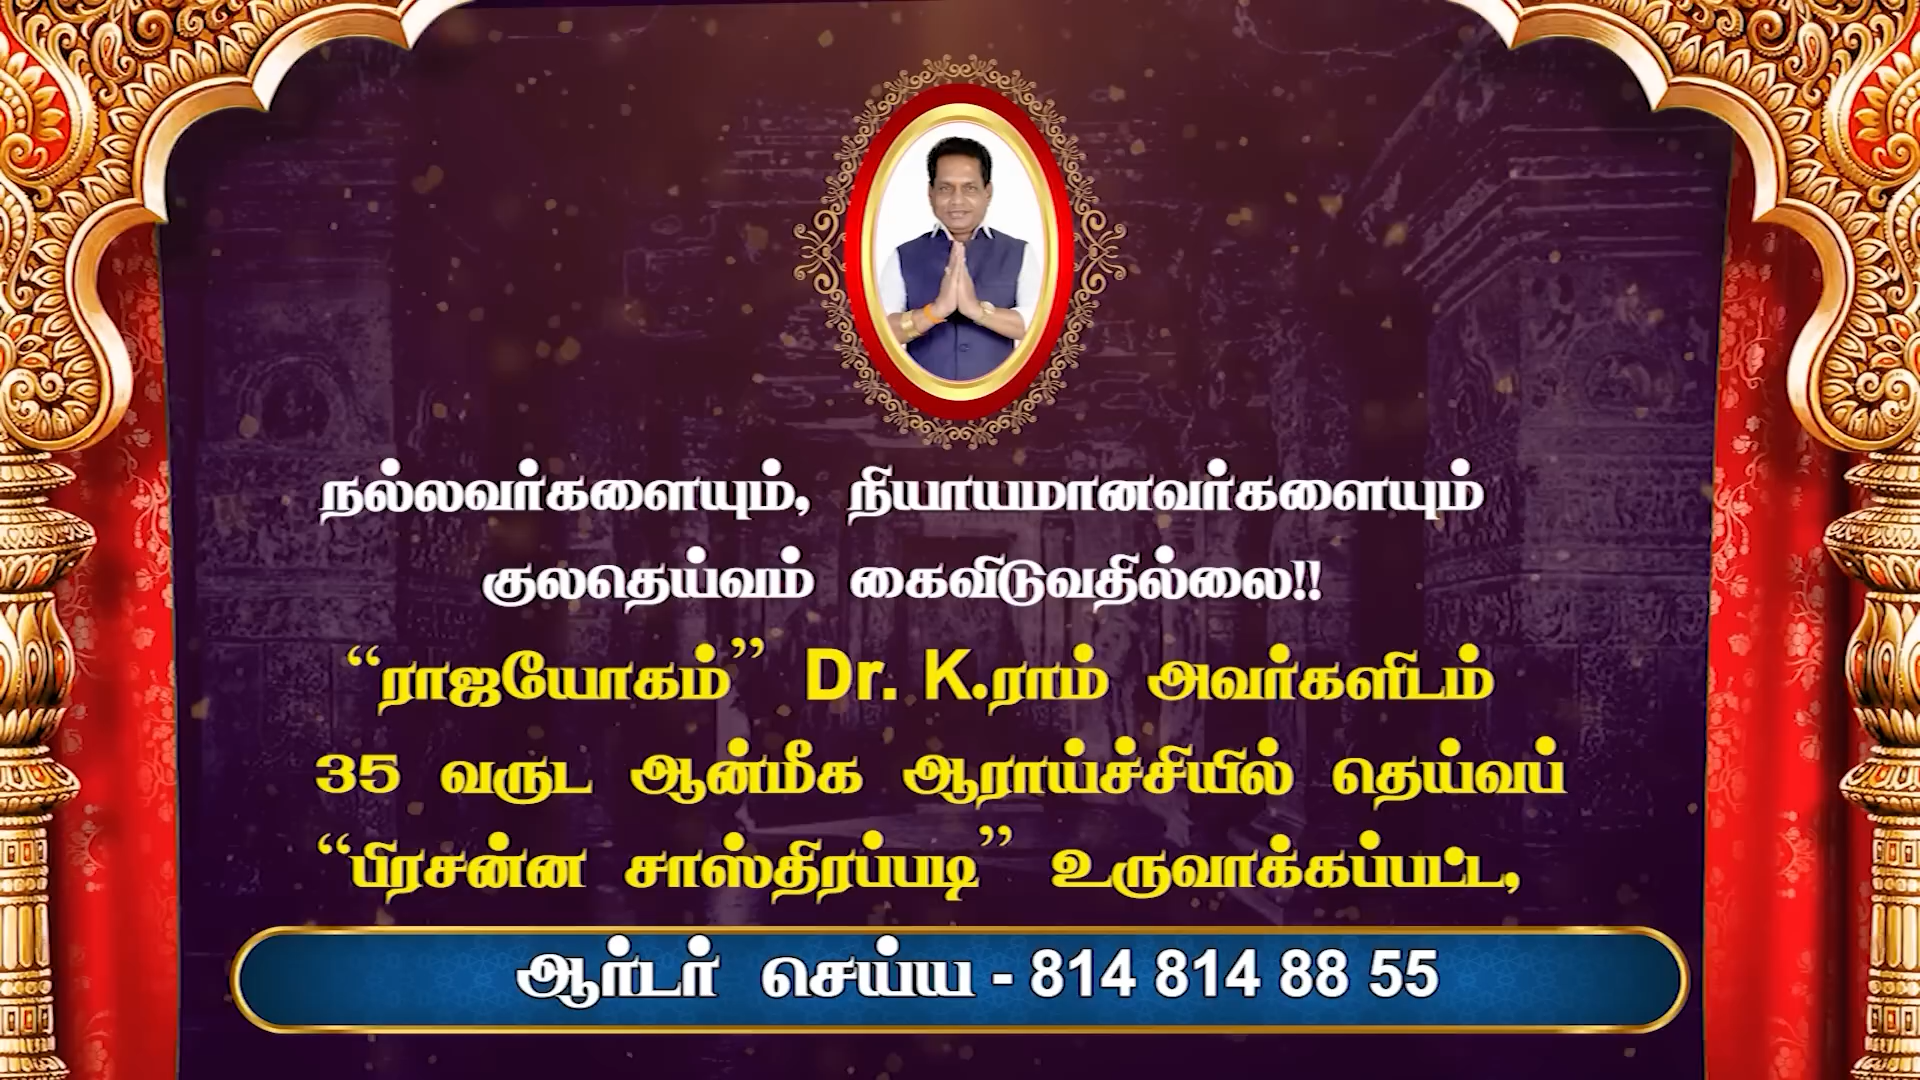 நல்லவர்களையும், நியாயமானவர்களையும்
குலதெய்வம் கைவிடுவதில்லை!!
“ராஜயோகம்” Dr. K.ராம் அவர்களிடம்
35 வருட ஆன்மீக ஆராய்ச்சியில் தெய்வப்
“பிரசன்ன சாஸ்திரப்படி” உருவாக்கப்பட்ட,
ஆர்டர் செய்ய - 814 814 88 55